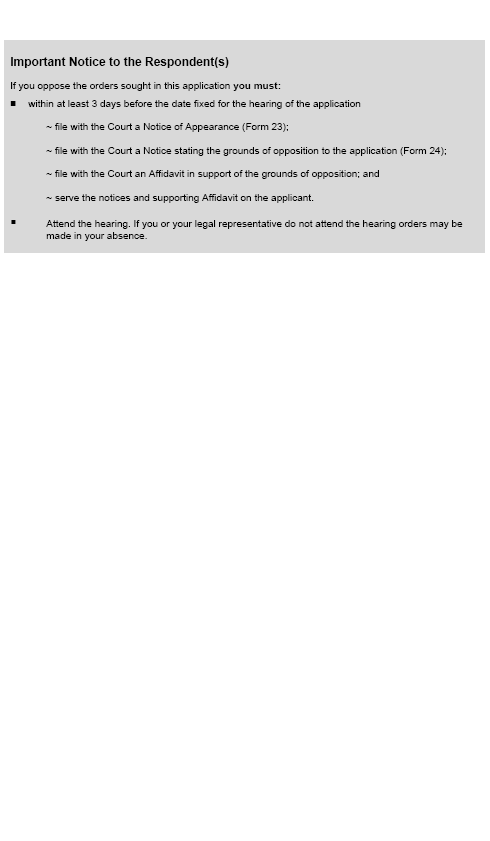 Important Notice to the Respondent(s)
If you oppose the orders sought in this application you must:
▪ within at least 3 days before the date fixed for the hearing of the application
~ file with the Court a Notice of Appearance (Form 23);
~ file with the Court a Notice stating the grounds of opposition to the application (Form 24);
~ file with the Court an Affidavit in support of the grounds of opposition; and
~ serve the notices and supporting Affidavit on the applicant.
▪ Attend the hearing. If you or your legal representative do not attend the hearing orders may be
made in your absence.